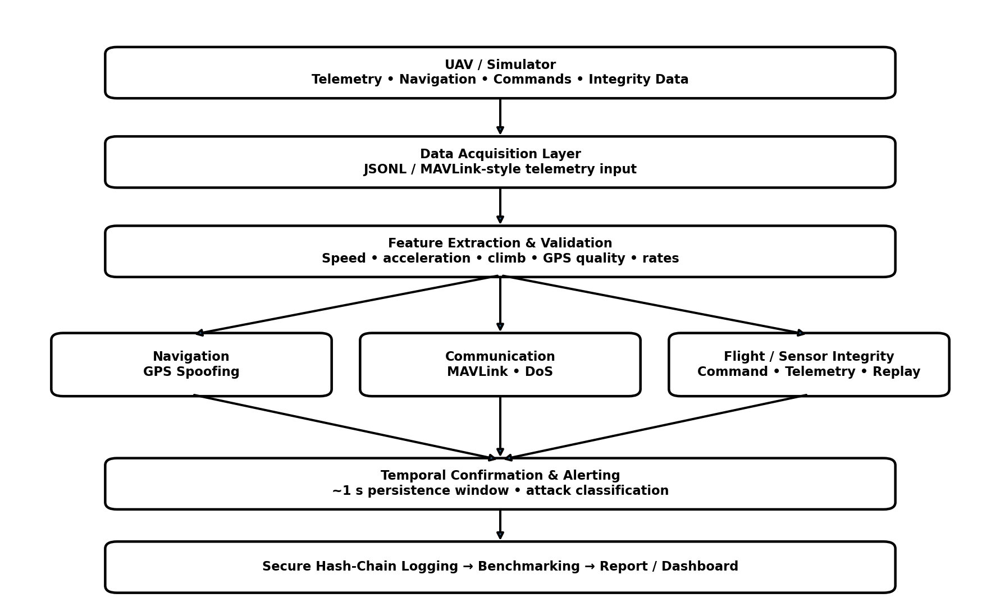 UAV / Simulator
Telemetry • Navigation • Commands • Integrity Data
Data Acquisition Layer
JSONL / MAVLink-style telemetry input
Feature Extraction & Validation
Speed • acceleration • climb • GPS quality • rates
Navigation
GPS Spoofing
Communication
MAVLink • DoS
Flight / Sensor Integrity
Command • Telemetry • Replay
Temporal Confirmation & Alerting
~1 s persistence window • attack classification
Secure Hash-Chain Logging → Benchmarking → Report / Dashboard